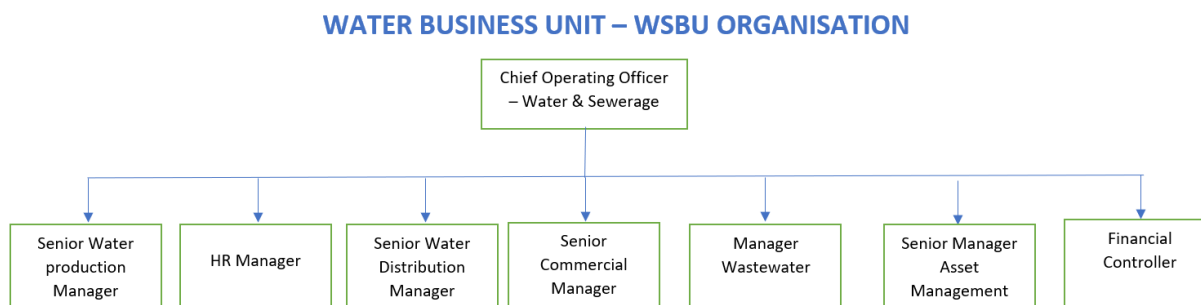 WATER BUSINESS UNIT – WSBU ORGANISATION
Chief Operating Officer
– Water & Sewerage
Senior Water
production
Manager
HR Manager
Senior Water
Distribution
Manager
Senior
Commercial
Manager
Manager
Wastewater
Senior Manager
Asset
Management
Financial
Controller